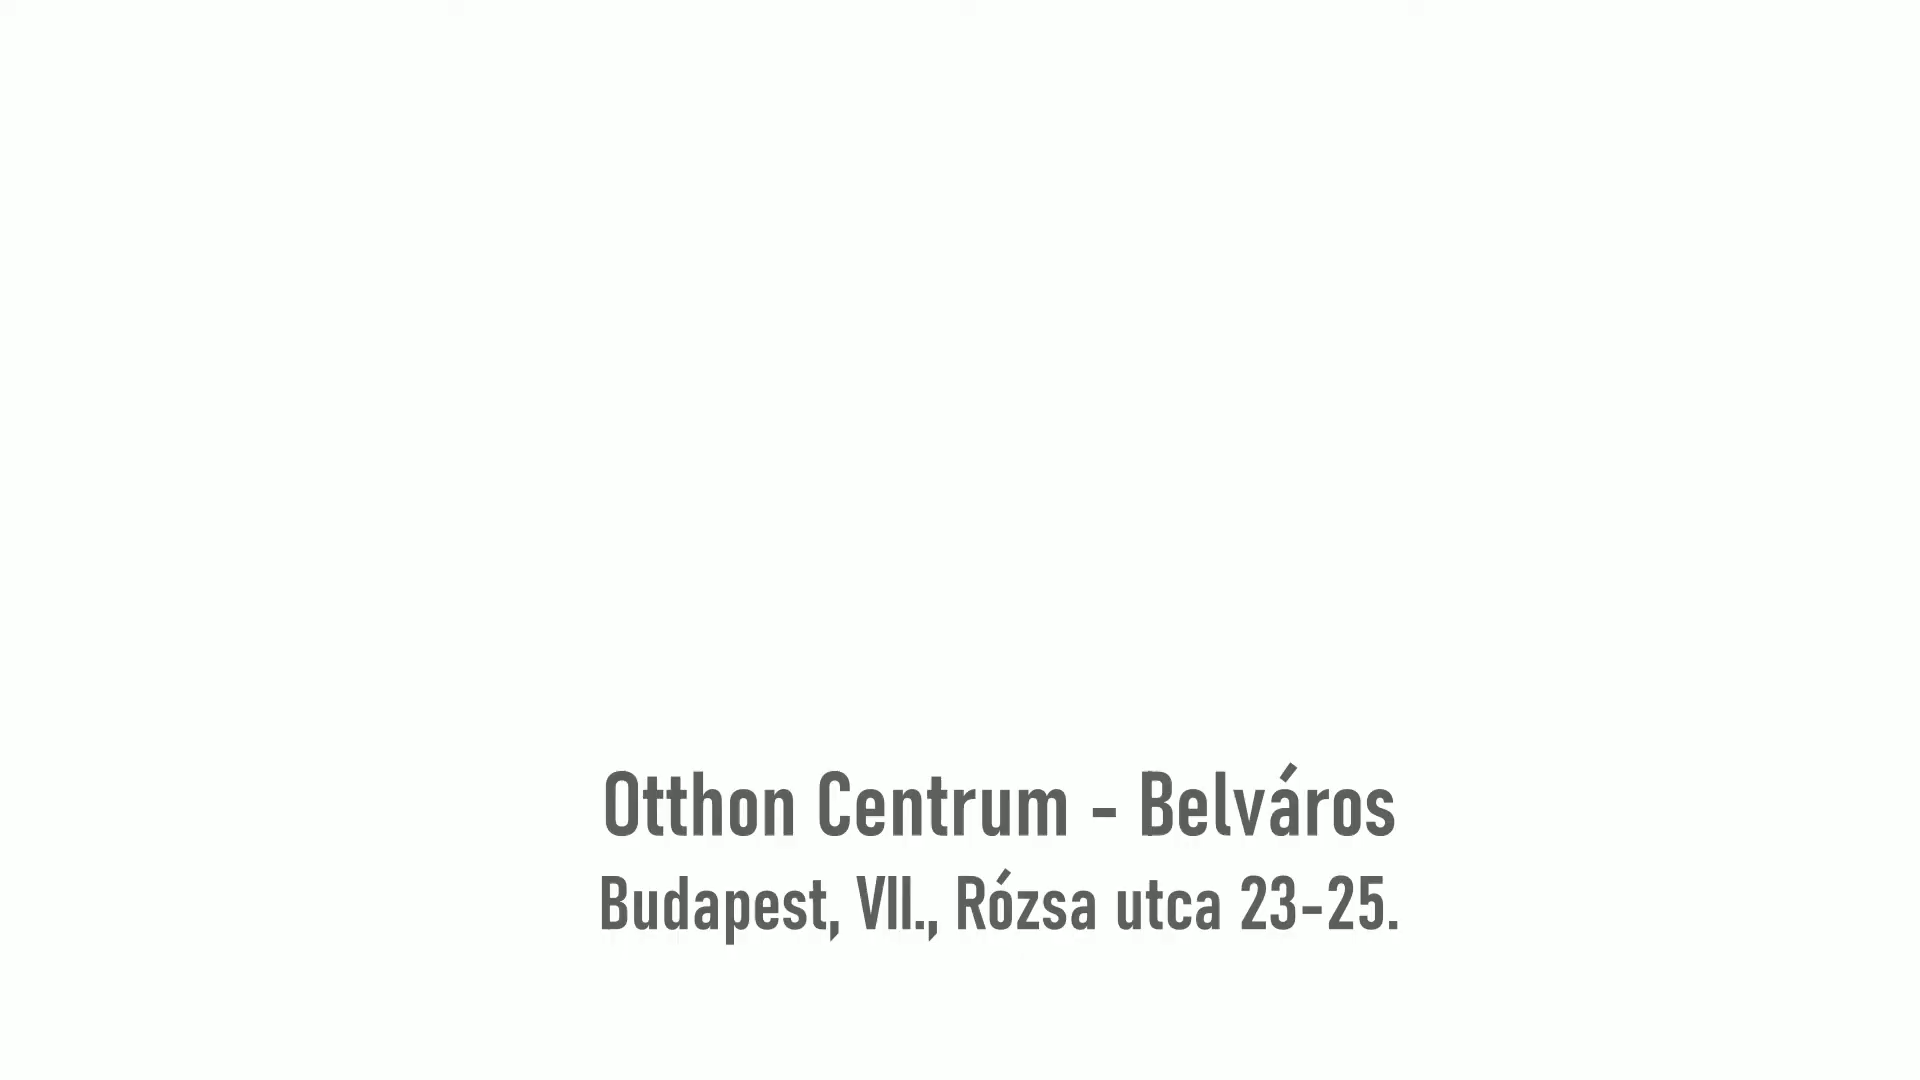 Otthon Centrum - Belváros
Budapest, VII., Rózsa utca 23-25.